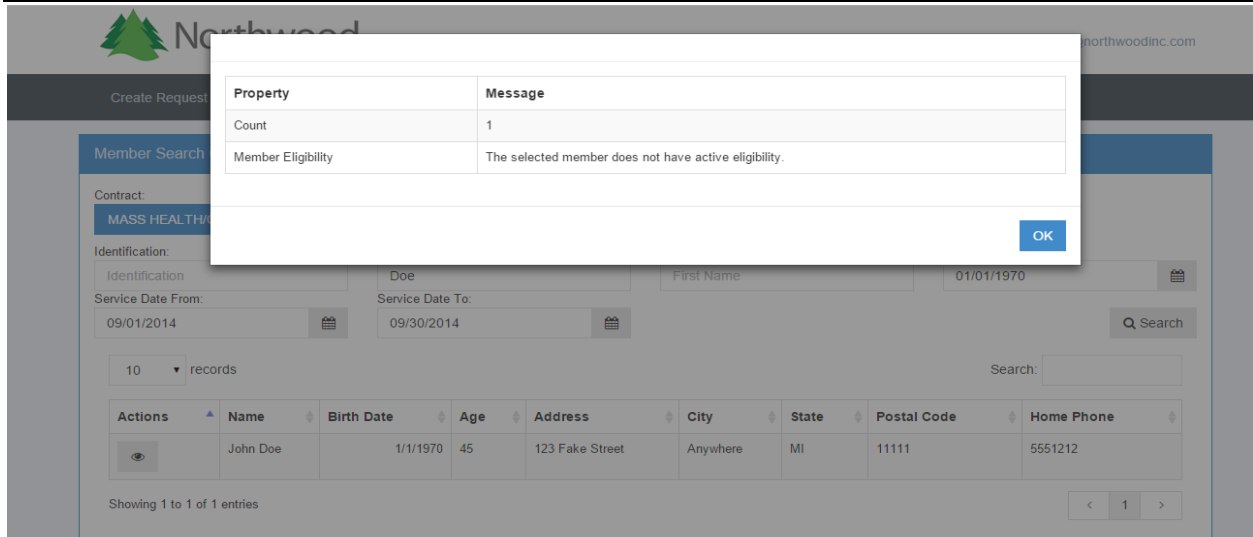 Northwood
northwoodinc.com
Create Request
Property Message
Count 1
Member Eligibility The selected member does not have active eligibility.
OK
Member Search
Contract:
MASS HEALTH/
Identification:
Identification Doe First Name 01/01/1970
Service Date From: Service Date To:
09/01/2014 09/30/2014 Search
10 records Search:
Actions Name Birth Date Age Address City State Postal Code Home Phone
John Doe 1/1/1970 45 123 Fake Street Anywhere MI 11111 5551212
Showing 1 to 1 of 1 entries < 1 >